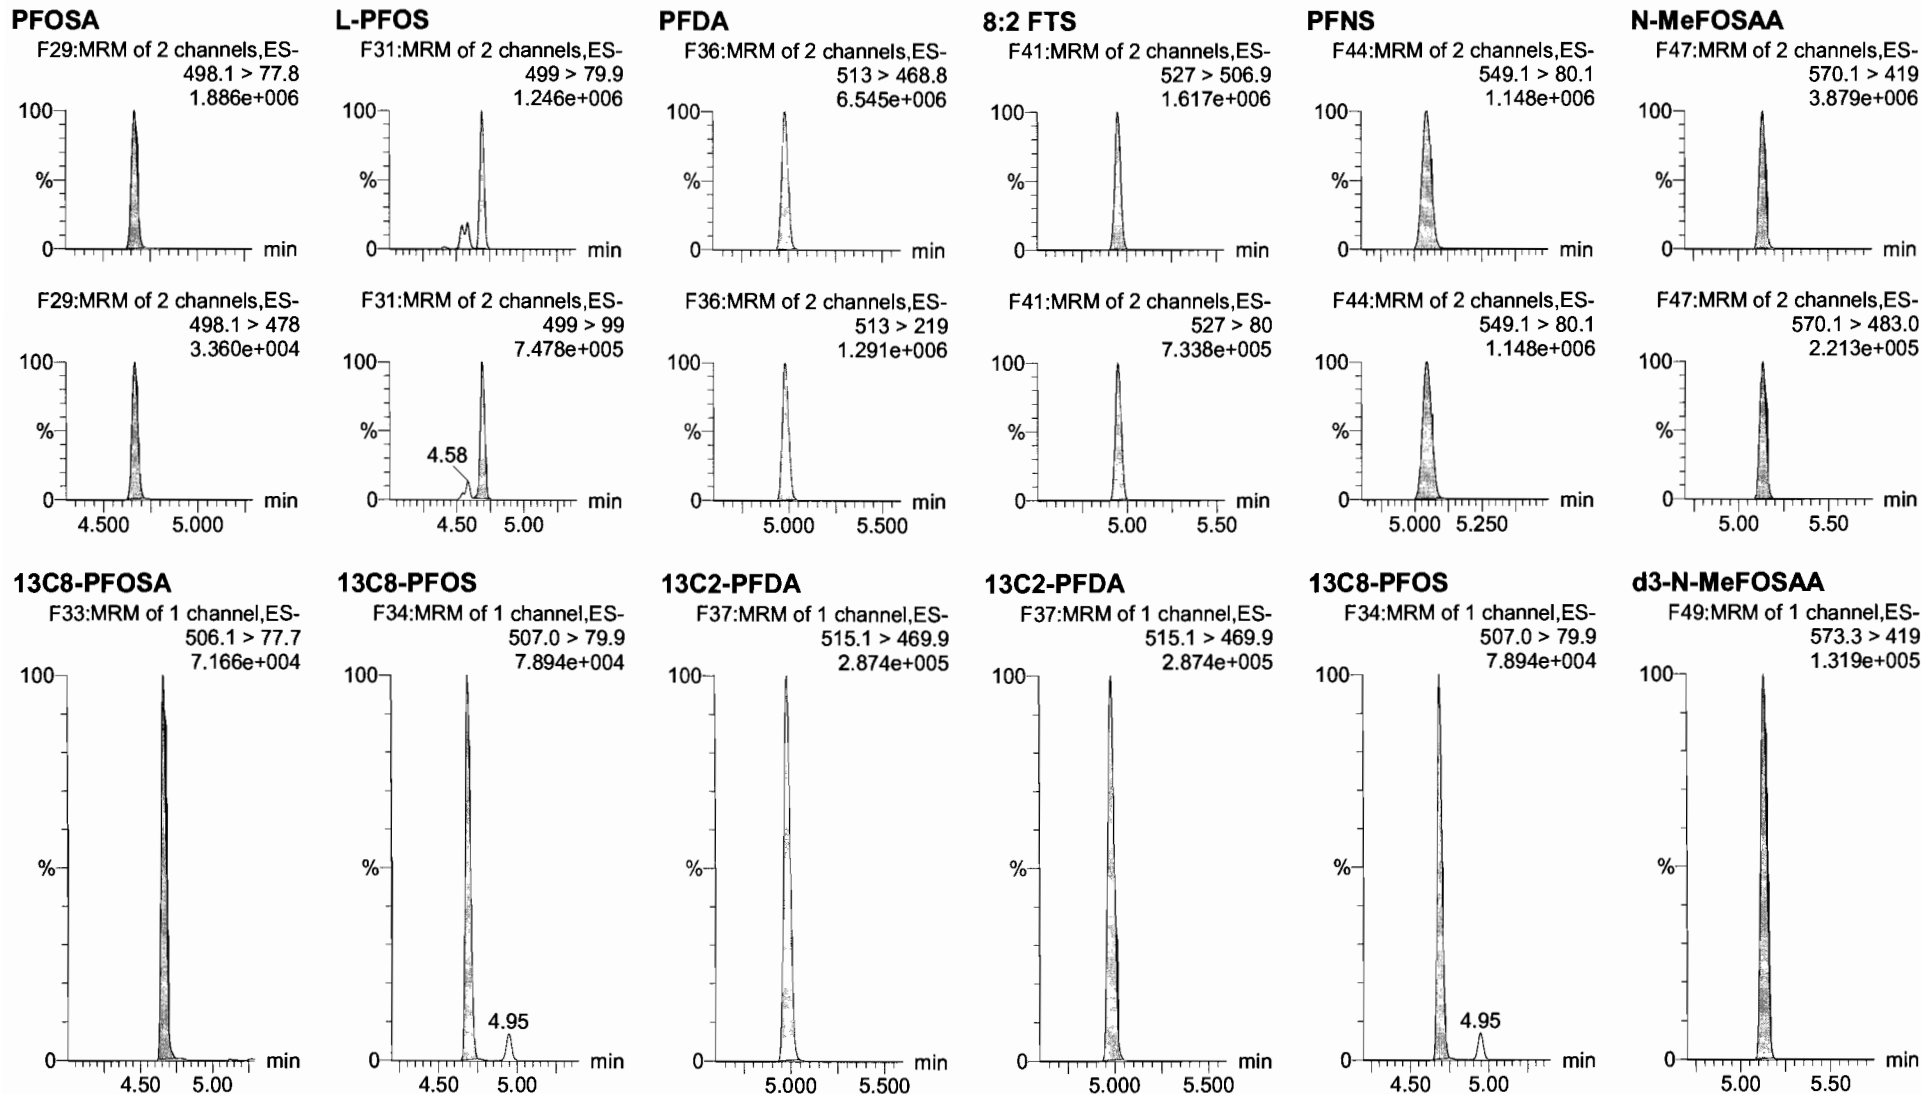 PFOSA
F29:MRM of 2 channels,ES-
498.1 > 77.8
1.886e+006
100
%
0
min
F29:MRM of 2 channels,ES-
498.1 > 478
3.360e+004
100
%
0
min
4.500 5.000
L-PFOS
F31:MRM of 2 channels,ES-
499 > 79.9
1.246e+006
100
%
0
min
F31:MRM of 2 channels,ES-
499 > 99
7.478e+005
100
4.58
%
0
min
4.50 5.00
PFDA
F36:MRM of 2 channels,ES-
513 > 468.8
6.545e+006
100
%
0
min
F36:MRM of 2 channels,ES-
513 > 219
1.291e+006
100
%
0
min
5.000 5.500
8:2 FTS
F41:MRM of 2 channels,ES-
527 > 506.9
1.617e+006
100
%
0
min
F41:MRM of 2 channels,ES-
527 > 80
7.338e+005
100
%
0
min
5.00 5.50
PFNS
F44:MRM of 2 channels,ES-
549.1 > 80.1
1.148e+006
100
%
0
min
F44:MRM of 2 channels,ES-
549.1 > 80.1
1.148e+006
100
%
0
min
5.000 5.250
N-MeFOSAA
F47:MRM of 2 channels,ES-
570.1 > 419
3.879e+006
100
%
0
min
F47:MRM of 2 channels,ES-
570.1 > 483.0
2.213e+005
100
%
0
min
5.00 5.50
13C8-PFOSA
F33:MRM of 1 channel,ES-
506.1 > 77.7
7.166e+004
100
%
0
min
4.50 5.00
13C8-PFOS
F34:MRM of 1 channel,ES-
507.0 > 79.9
7.894e+004
100
%
4.95
0
min
4.50 5.00
13C2-PFDA
F37:MRM of 1 channel,ES-
515.1 > 469.9
2.874e+005
100
%
0
min
5.000 5.500
13C2-PFDA
F37:MRM of 1 channel,ES-
515.1 > 469.9
2.874e+005
100
%
0
min
5.000 5.500
13C8-PFOS
F34:MRM of 1 channel,ES-
507.0 > 79.9
7.894e+004
100
%
4.95
0
min
4.50 5.00
d3-N-MeFOSAA
F49:MRM of 1 channel,ES-
573.3 > 419
1.319e+005
100
%
0
min
5.00 5.50